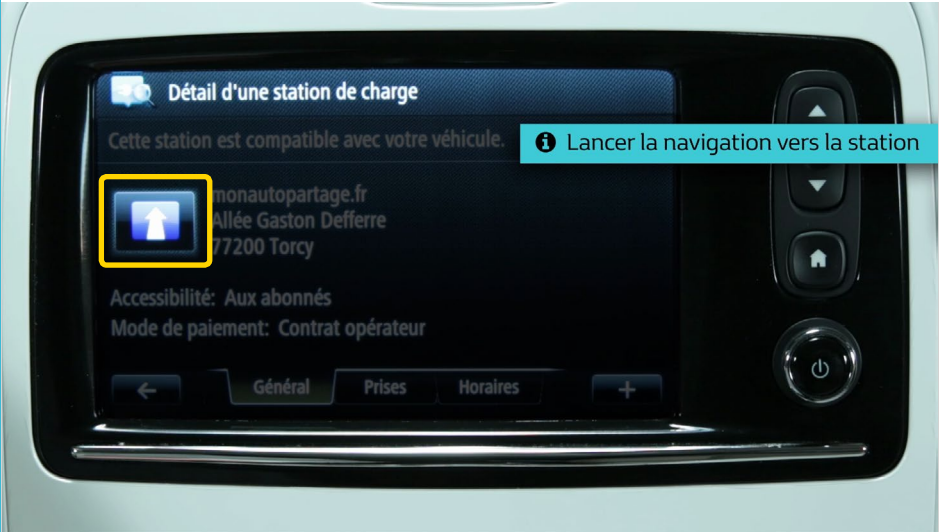 Détail d'une station de charge
Cette station est compatible avec votre véhicule.
Lancer la navigation vers la station
monautopartage.fr
Allée Gaston Defferre
77200 Torcy
Accessibilité: Aux abonnés
Mode de paiement: Contrat opérateur
Général Prises Horaires